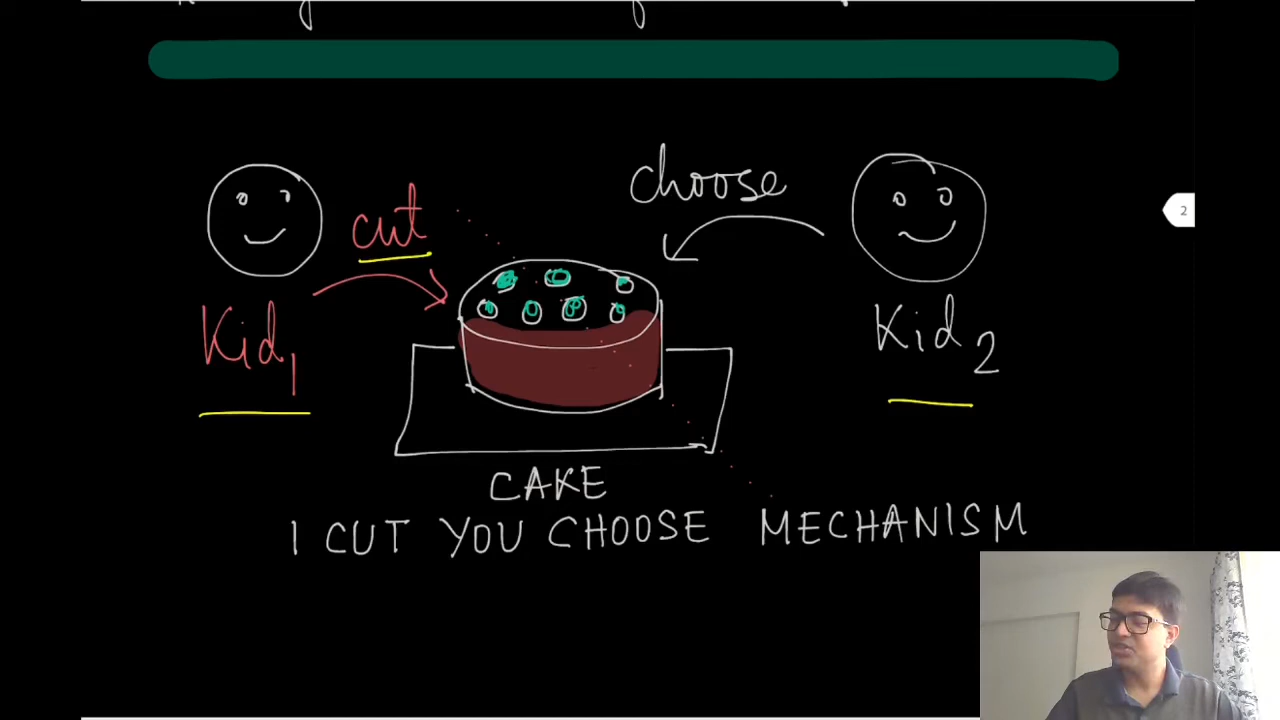 choose
cut
Kid1
Kid2
CAKE
I CUT YOU CHOOSE MECHANISM
2